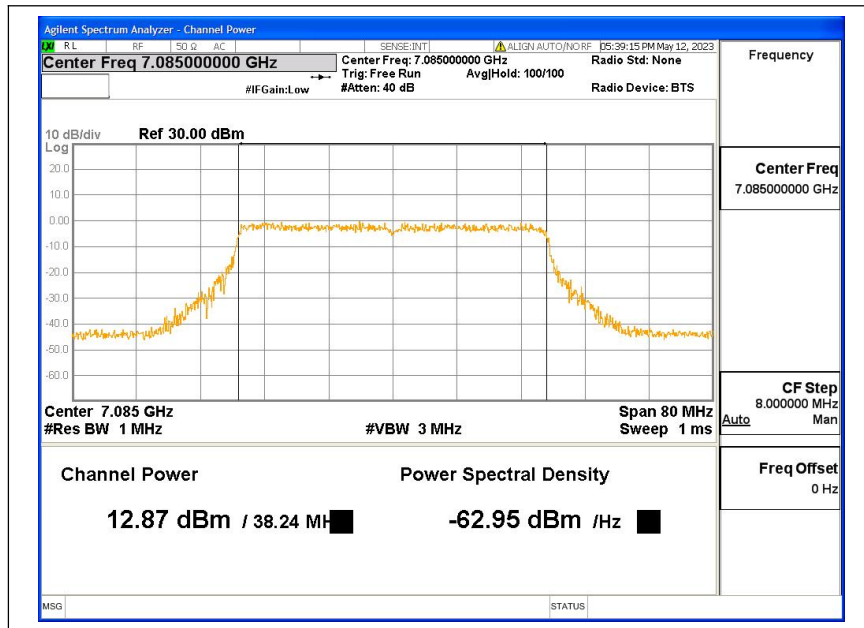 Agilent Spectrum Analyzer - Channel Power
LXI RL RF 50 Ω AC SENSE:INT ALIGN AUTO/NO RF 05:39:15 PM May 12, 2023
Center Freq 7.085000000 GHz
Center Freq: 7.085000000 GHz Radio Std: None
Trig: Free Run Avg|Hold: 100/100
#IFGain:Low #Atten: 40 dB Radio Device: BTS
Frequency
10 dB/div Ref 30.00 dBm
Log
20.0
10.0
0.00
-10.0
-20.0
-30.0
-40.0
-50.0
-60.0
Center Freq
7.085000000 GHz
Center 7.085 GHz Span 80 MHz
#Res BW 1 MHz #VBW 3 MHz Sweep 1 ms
CF Step
8.000000 MHz
Auto Man
Channel Power Power Spectral Density
12.87 dBm / 38.24 -62.95 dBm /Hz
Freq Offset
0 Hz
MSG STATUS